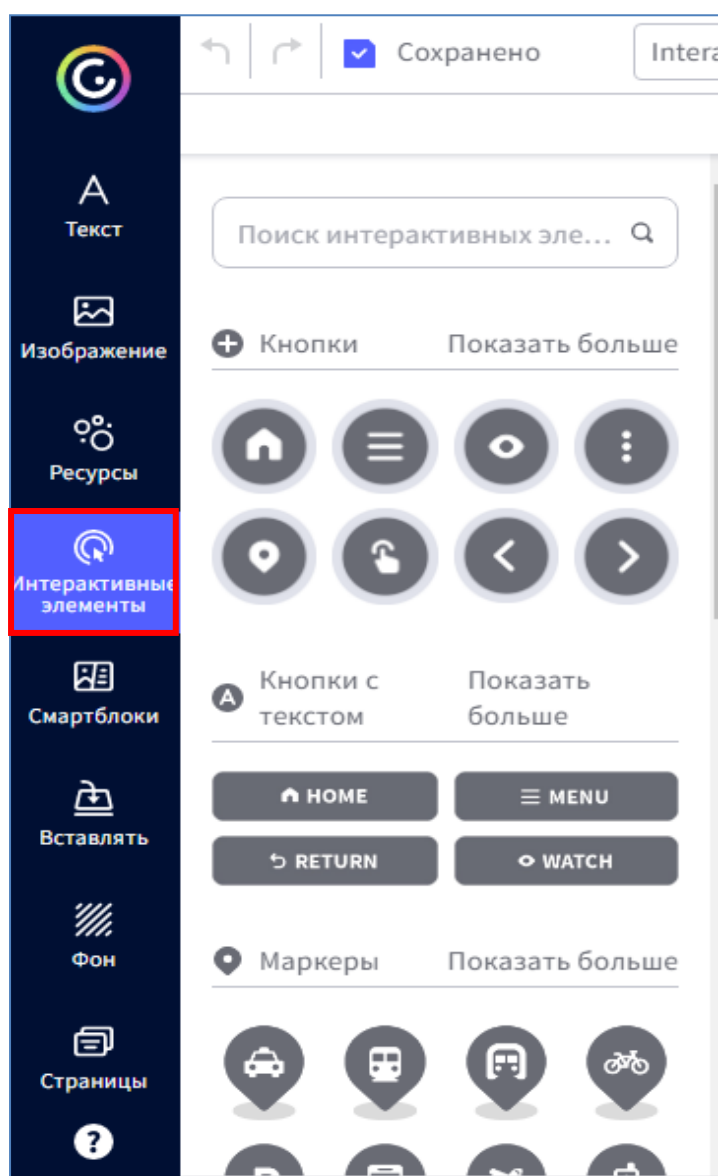 Сохранено
Intera
Текст
Изображение
Ресурсы
Интерактивные
элементы
Смартблоки
Вставлять
Фон
Страницы
?
Поиск интерактивных эле...
Кнопки Показать больше
A Кнопки с Показать
текстом больше
HOME MENU
RETURN WATCH
Маркеры Показать больше